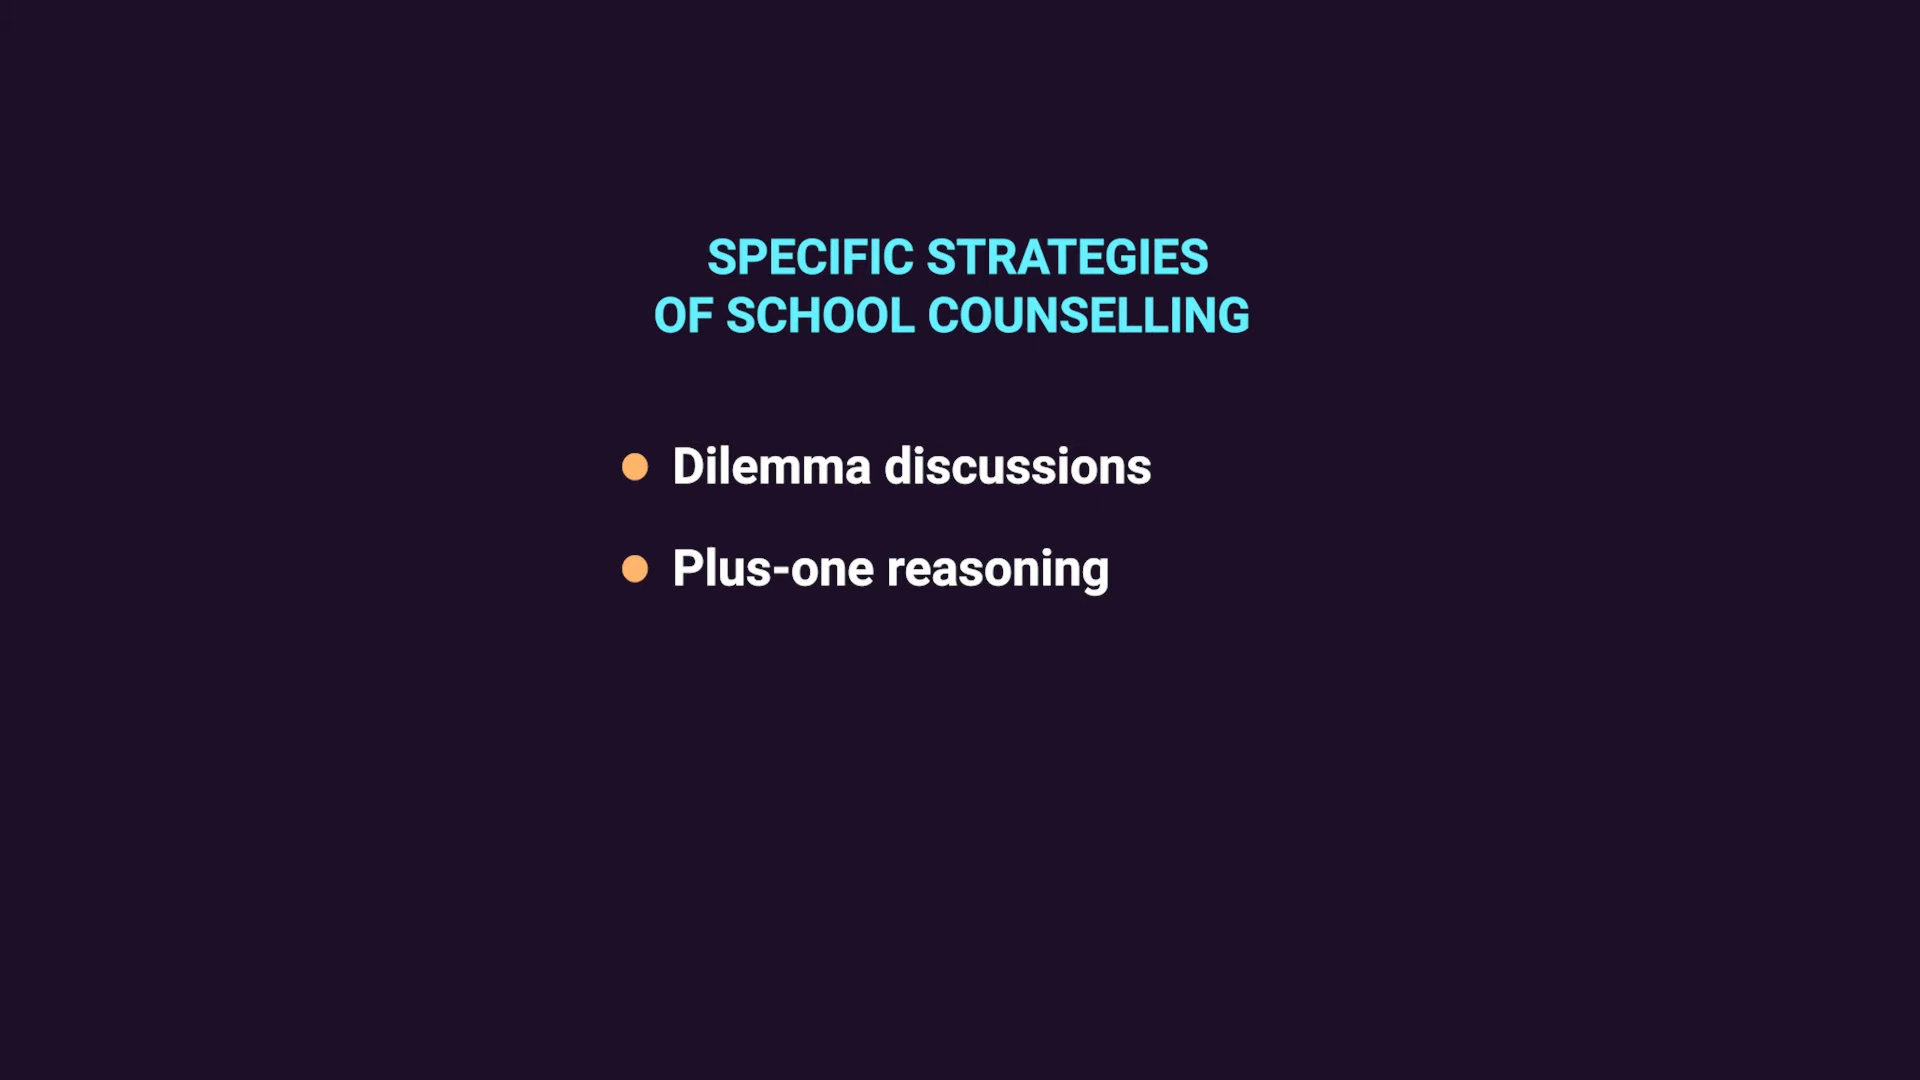 SPECIFIC STRATEGIES
OF SCHOOL COUNSELLING
Dilemma discussions
Plus-one reasoning